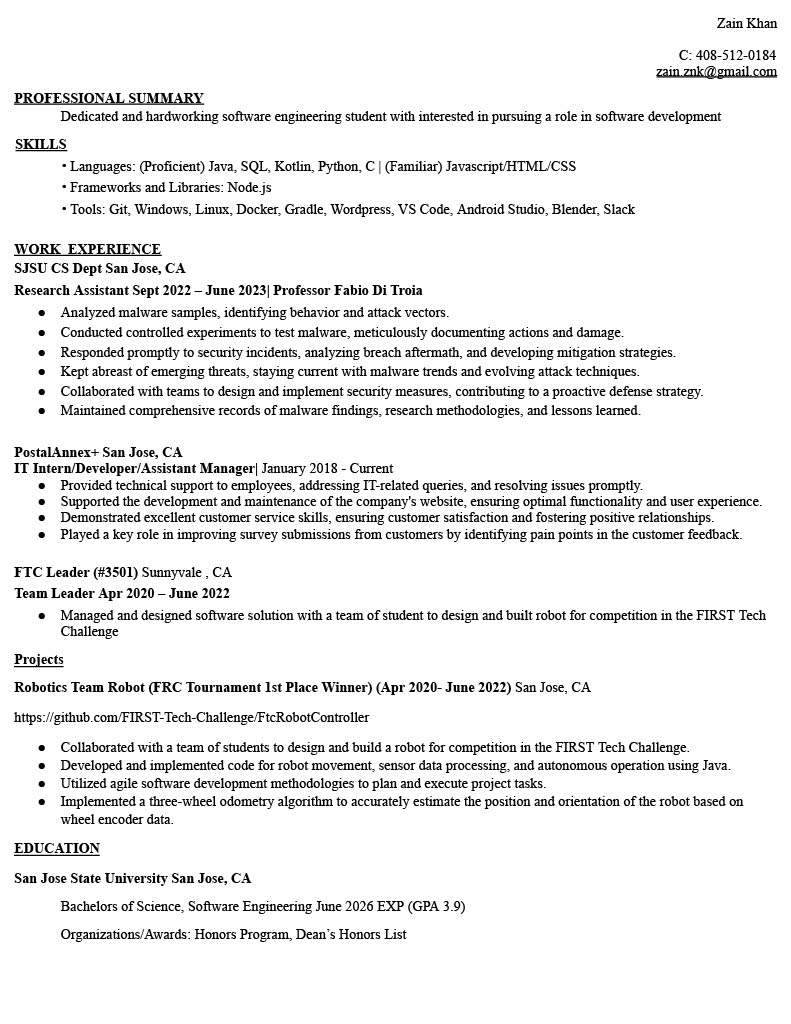 Zain Khan
C: 408-512-0184
zain.znk@gmail.com
PROFESSIONAL SUMMARY
Dedicated and hardworking software engineering student with interested in pursuing a role in software development
SKILLS
• Languages: (Proficient) Java, SQL, Kotlin, Python, C | (Familiar) Javascript/HTML/CSS
• Frameworks and Libraries: Node.js
• Tools: Git, Windows, Linux, Docker, Gradle, Wordpress, VS Code, Android Studio, Blender, Slack
WORK EXPERIENCE
SJSU CS Dept San Jose, CA
Research Assistant Sept 2022 – June 2023| Professor Fabio Di Troia
● Analyzed malware samples, identifying behavior and attack vectors.
● Conducted controlled experiments to test malware, meticulously documenting actions and damage.
● Responded promptly to security incidents, analyzing breach aftermath, and developing mitigation strategies.
● Kept abreast of emerging threats, staying current with malware trends and evolving attack techniques.
● Collaborated with teams to design and implement security measures, contributing to a proactive defense strategy.
● Maintained comprehensive records of malware findings, research methodologies, and lessons learned.
PostalAnnex+ San Jose, CA
IT Intern/Developer/Assistant Manager| January 2018 - Current
● Provided technical support to employees, addressing IT-related queries, and resolving issues promptly.
● Supported the development and maintenance of the company's website, ensuring optimal functionality and user experience.
● Demonstrated excellent customer service skills, ensuring customer satisfaction and fostering positive relationships.
● Played a key role in improving survey submissions from customers by identifying pain points in the customer feedback.
FTC Leader (#3501) Sunnyvale , CA
Team Leader Apr 2020 – June 2022
● Managed and designed software solution with a team of student to design and built robot for competition in the FIRST Tech
Challenge
Projects
Robotics Team Robot (FRC Tournament 1st Place Winner) (Apr 2020- June 2022) San Jose, CA
https://github.com/FIRST-Tech-Challenge/FtcRobotController
● Collaborated with a team of students to design and build a robot for competition in the FIRST Tech Challenge.
● Developed and implemented code for robot movement, sensor data processing, and autonomous operation using Java.
● Utilized agile software development methodologies to plan and execute project tasks.
● Implemented a three-wheel odometry algorithm to accurately estimate the position and orientation of the robot based on
wheel encoder data.
EDUCATION
San Jose State University San Jose, CA
Bachelors of Science, Software Engineering June 2026 EXP (GPA 3.9)
Organizations/Awards: Honors Program, Dean’s Honors List